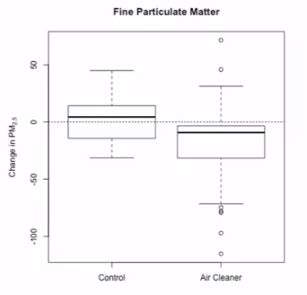 Fine Particulate Matter
Change in PM2.5
50
0
-50
-100
Control
Air Cleaner